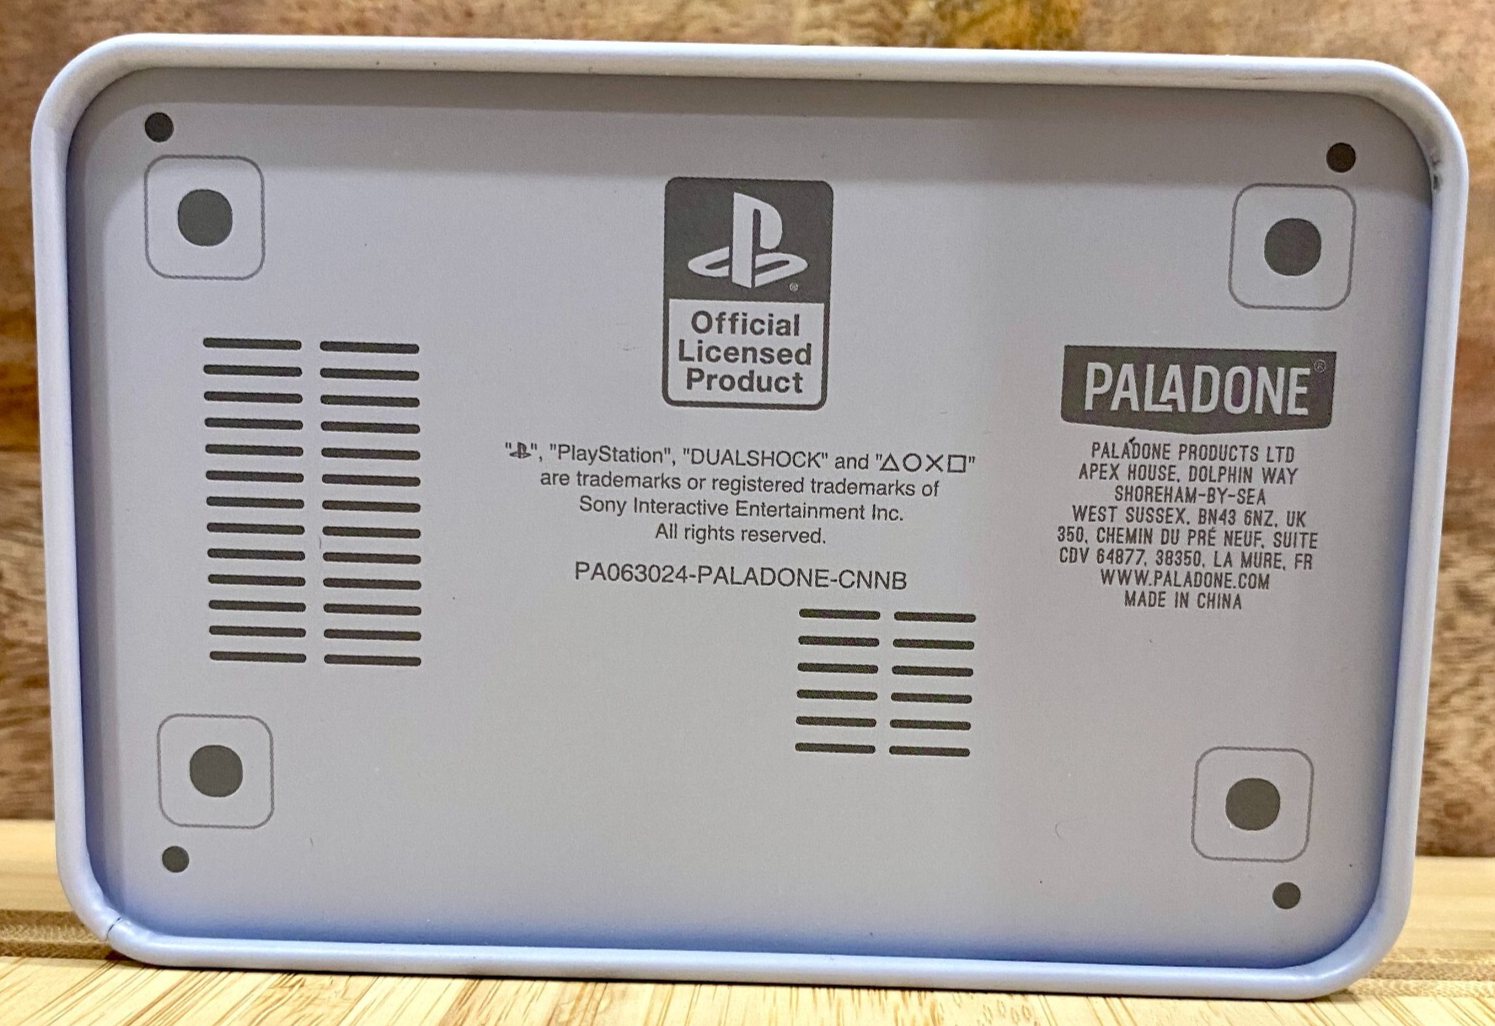 Official
Licensed
Product
"", "PlayStation", "DUALSHOCK" and "△○✕□"
are trademarks or registered trademarks of
Sony Interactive Entertainment Inc.
All rights reserved.
PA063024-PALADONE-CNNB
PALADONE®
PALADONE PRODUCTS LTD
APEX HOUSE, DOLPHIN WAY
SHOREHAM-BY-SEA
WEST SUSSEX, BN43 6NZ, UK
350, CHEMIN DU PRÉ NEUF, SUITE
CDV 64877, 38350, LA MURE, FR
WWW.PALADONE.COM
MADE IN CHINA